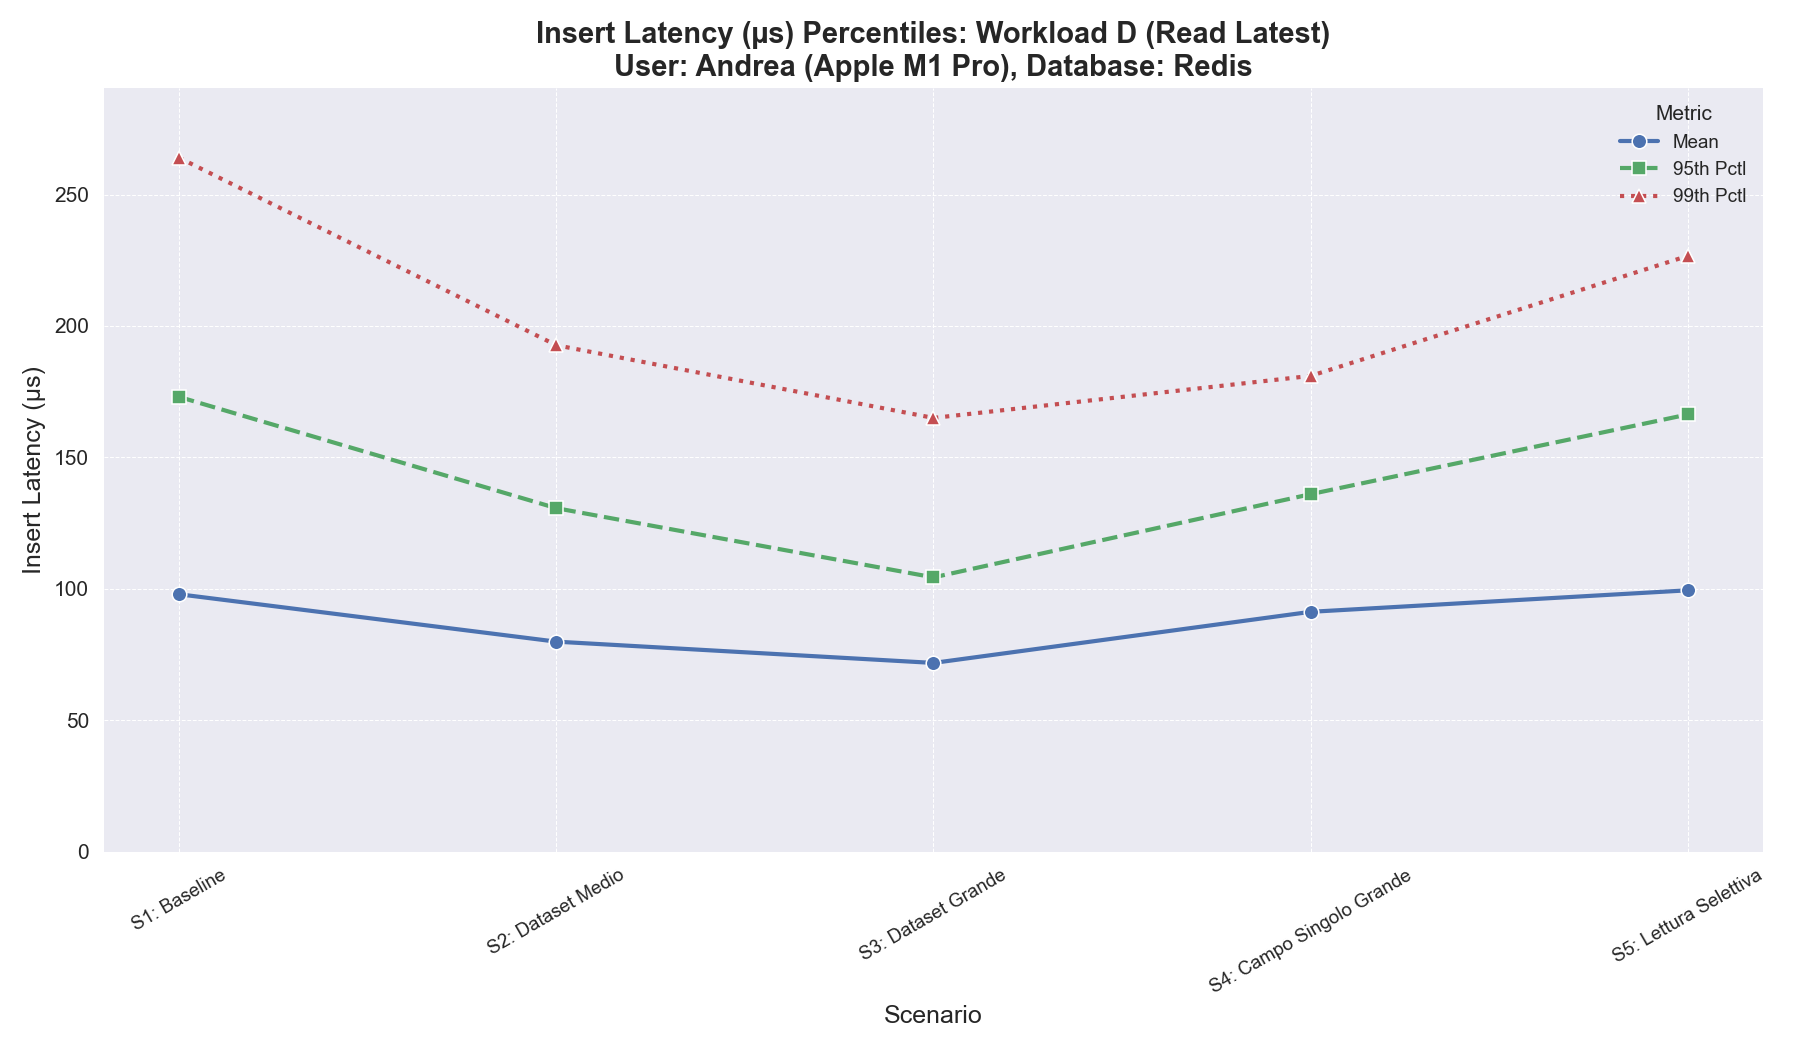 Insert Latency (µs) Percentiles: Workload D (Read Latest)
User: Andrea (Apple M1 Pro), Database: Redis
Metric
Mean
95th Pctl
99th Pctl
Insert Latency (µs)
250
200
150
100
50
0
S1: Baseline
S2: Dataset Medio
S3: Dataset Grande
S4: Campo Singolo Grande
S5: Lettura Selettiva
Scenario